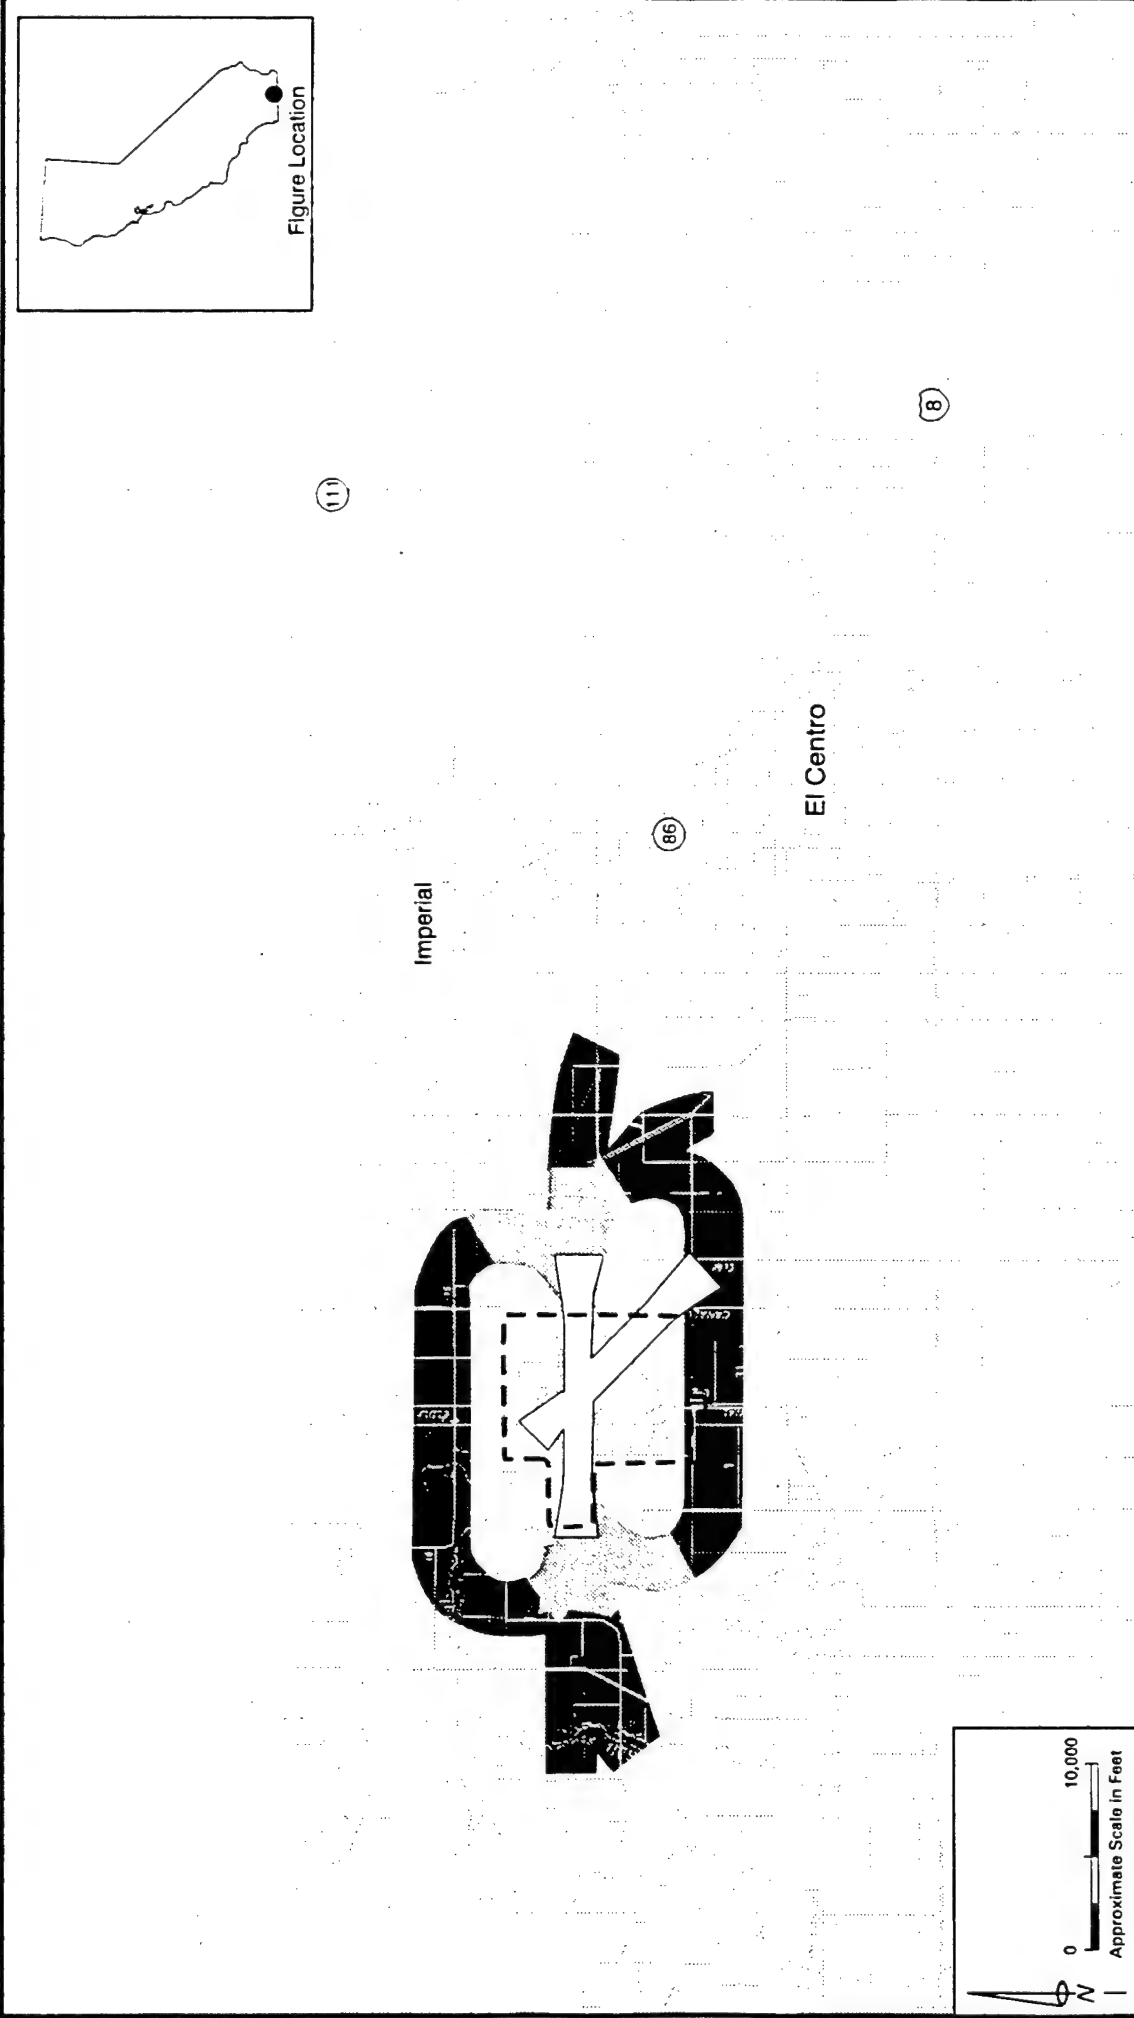 Figure Location
111
8
Imperial
86
El Centro
0
10,000
Approximate Scale in Feet
N